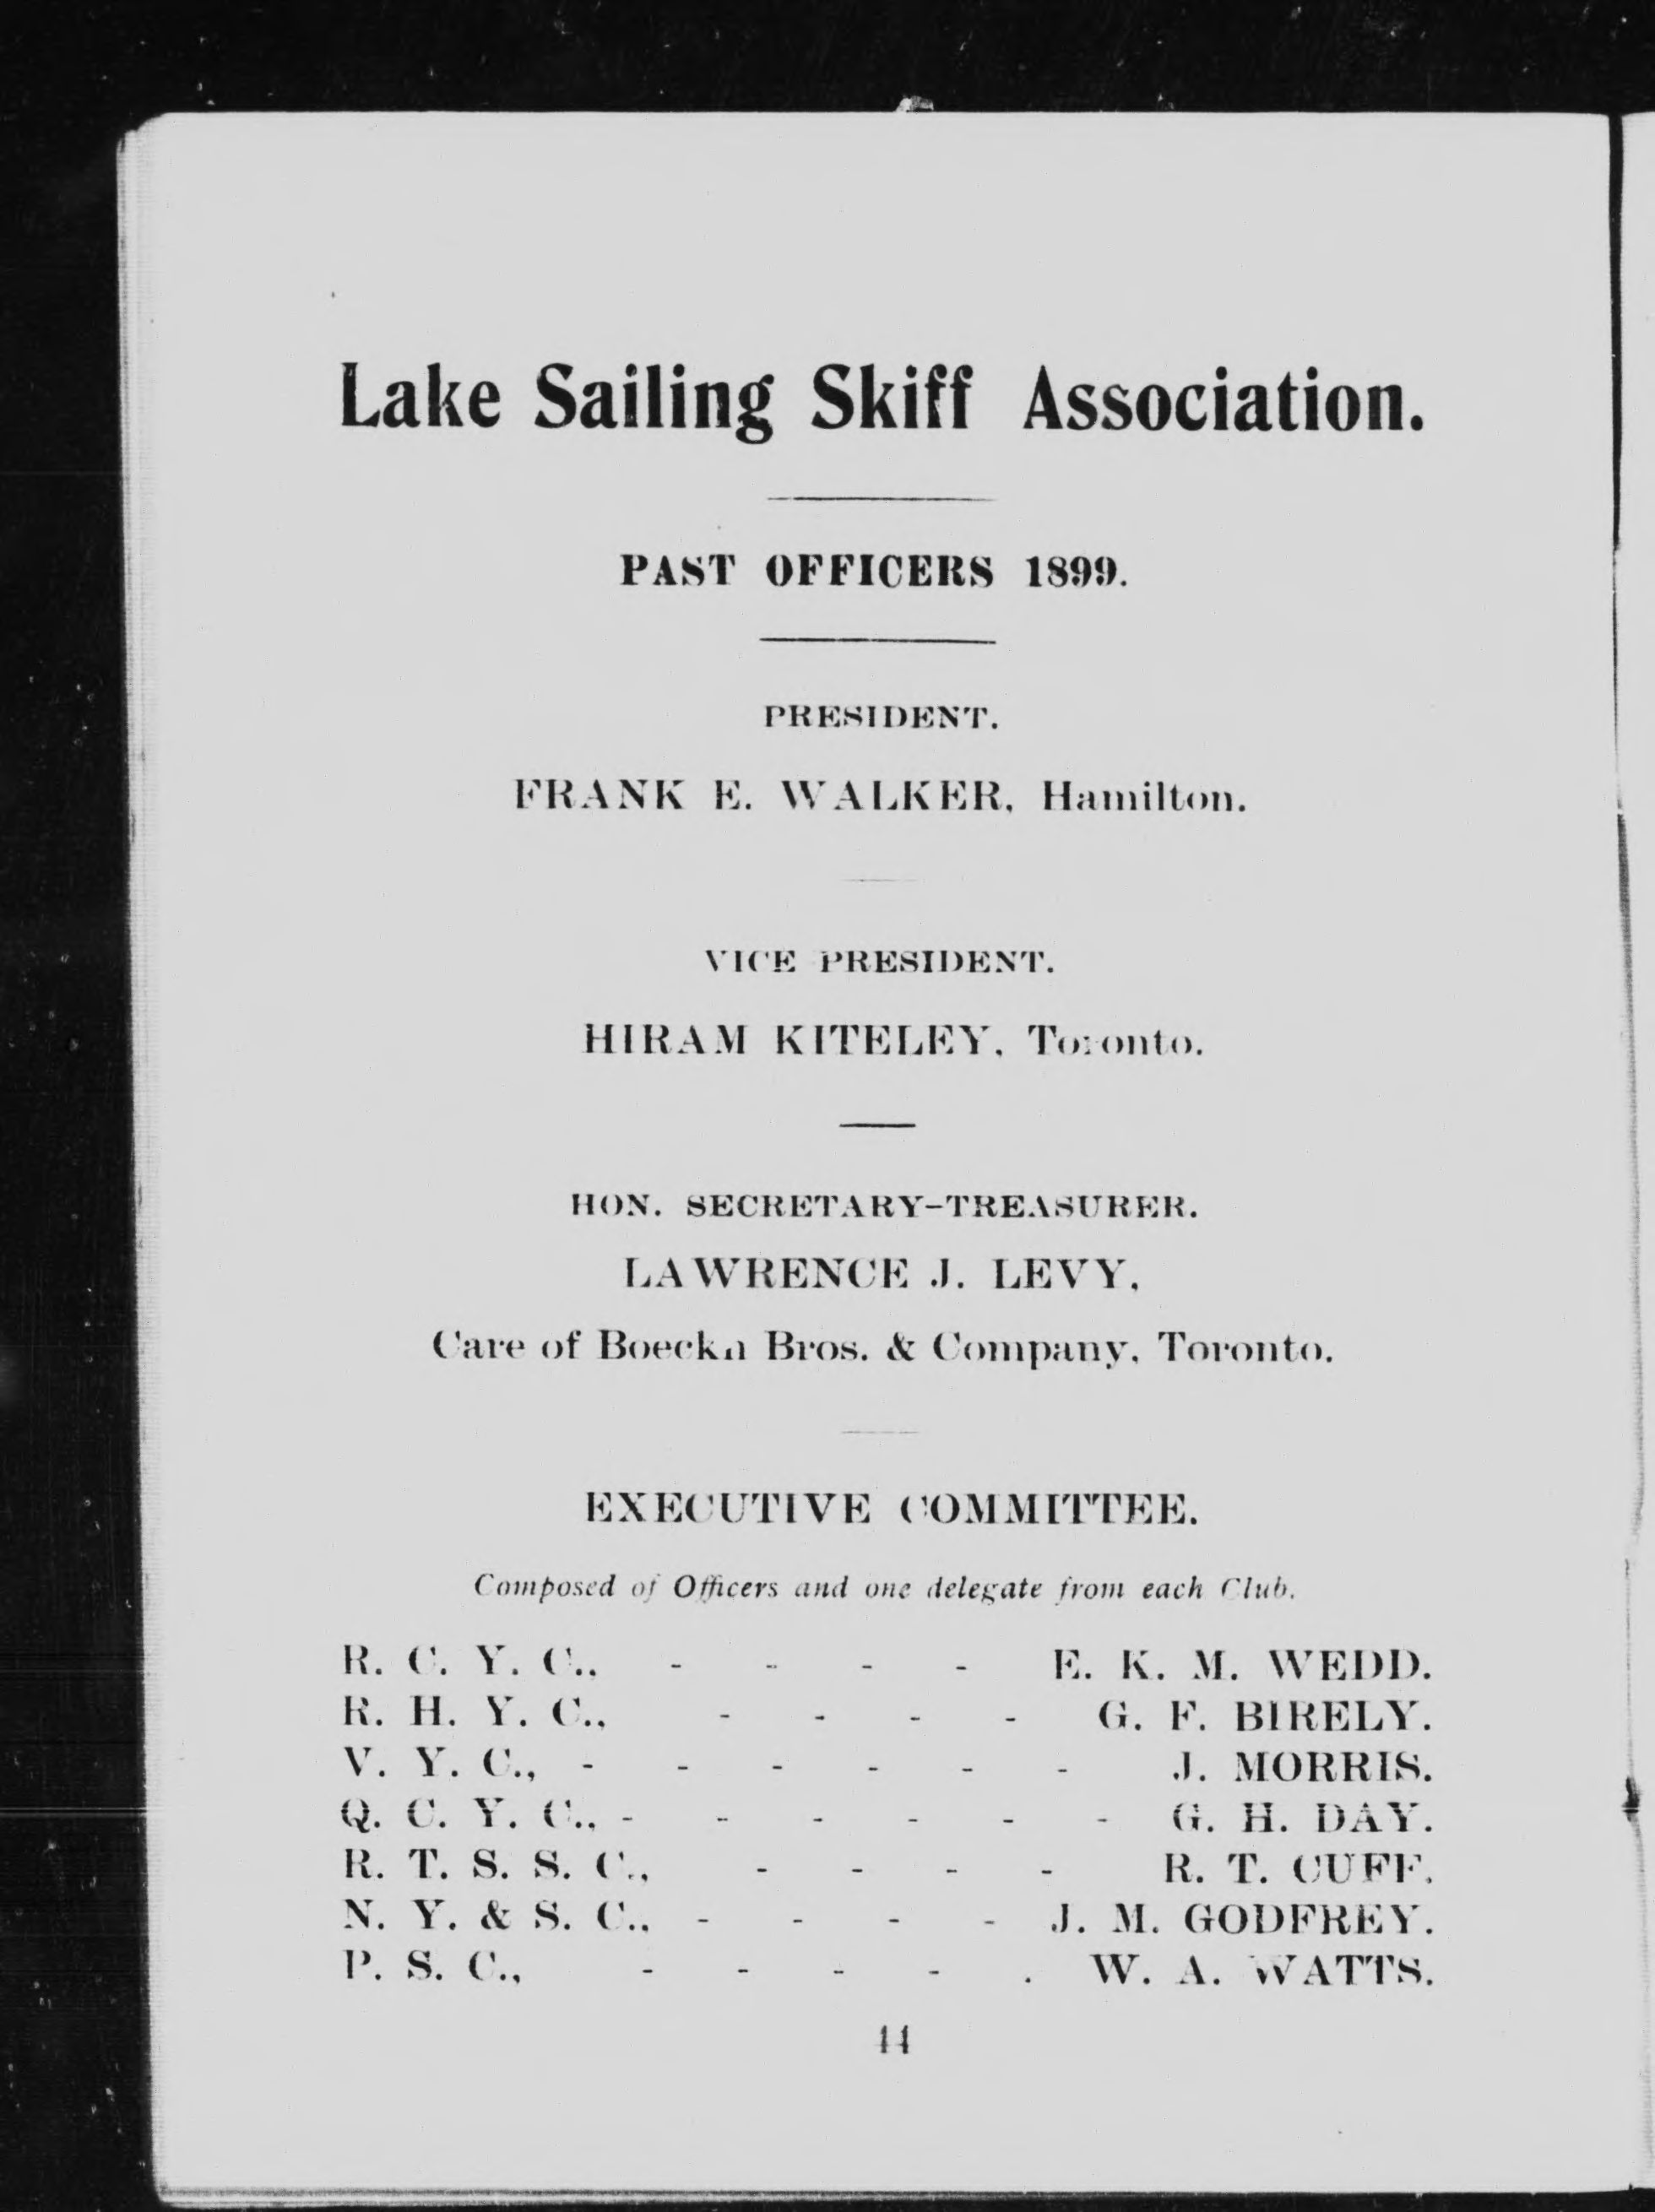 Lake Sailing Skiff Association.
PAST OFFICERS 1899.
PRESIDENT.
FRANK E. WALKER, Hamilton.
VICE PRESIDENT.
HIRAM KITELEY, Toronto.
HON. SECRETARY-TREASURER.
LAWRENCE J. LEVY,
Care of Boeckn Bros. & Company, Toronto.
EXECUTIVE COMMITTEE.
Composed of Officers and one delegate from each Club.
R. C. Y. C., - - - - E. K. M. WEDD.
R. H. Y. C., - - - - G. F. BIRELY.
V. Y. C., - - - - - - J. MORRIS.
Q. C. Y. C., - - - - - - G. H. DAY.
R. T. S. S. C., - - - - R. T. CUFF.
N. Y. & S. C., - - - - J. M. GODFREY.
P. S. C., - - - - . W. A. WATTS.